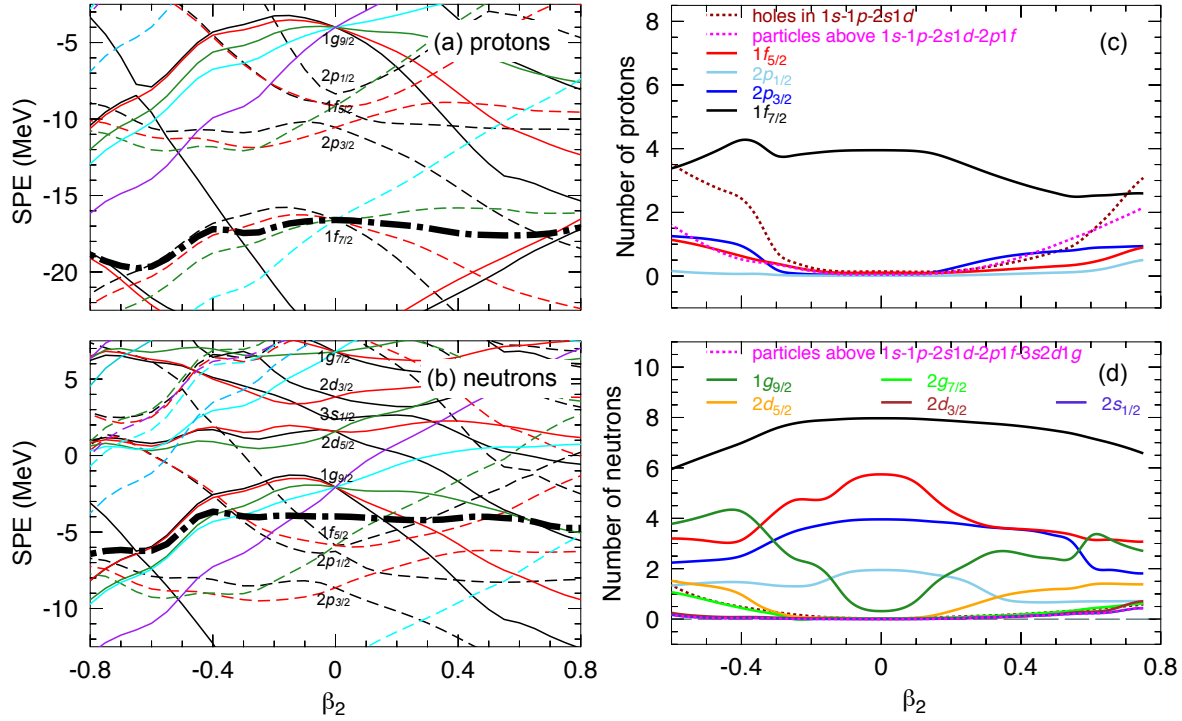 (a) protons
-5
-10
-15
-20
SPE (MeV)
1g9/2
2p1/2
1f5/2
2p3/2
1f7/2
(b) neutrons
5
0
-5
-10
SPE (MeV)
1g7/2
2d3/2
3s1/2
2d5/2
1g9/2
1f5/2
2p1/2
2p3/2
-0.8 -0.4 0 0.4 0.8
β2
(c)
8
6
4
2
0
Number of protons
holes in 1s-1p-2s1d
particles above 1s-1p-2s1d-2p1f
1f5/2
2p1/2
2p3/2
1f7/2
(d)
10
8
6
4
2
0
Number of neutrons
particles above 1s-1p-2s1d-2p1f-3s2d1g
1g9/2 2g7/2
2d5/2 2d3/2 2s1/2
-0.4 0 0.4 0.8
β2